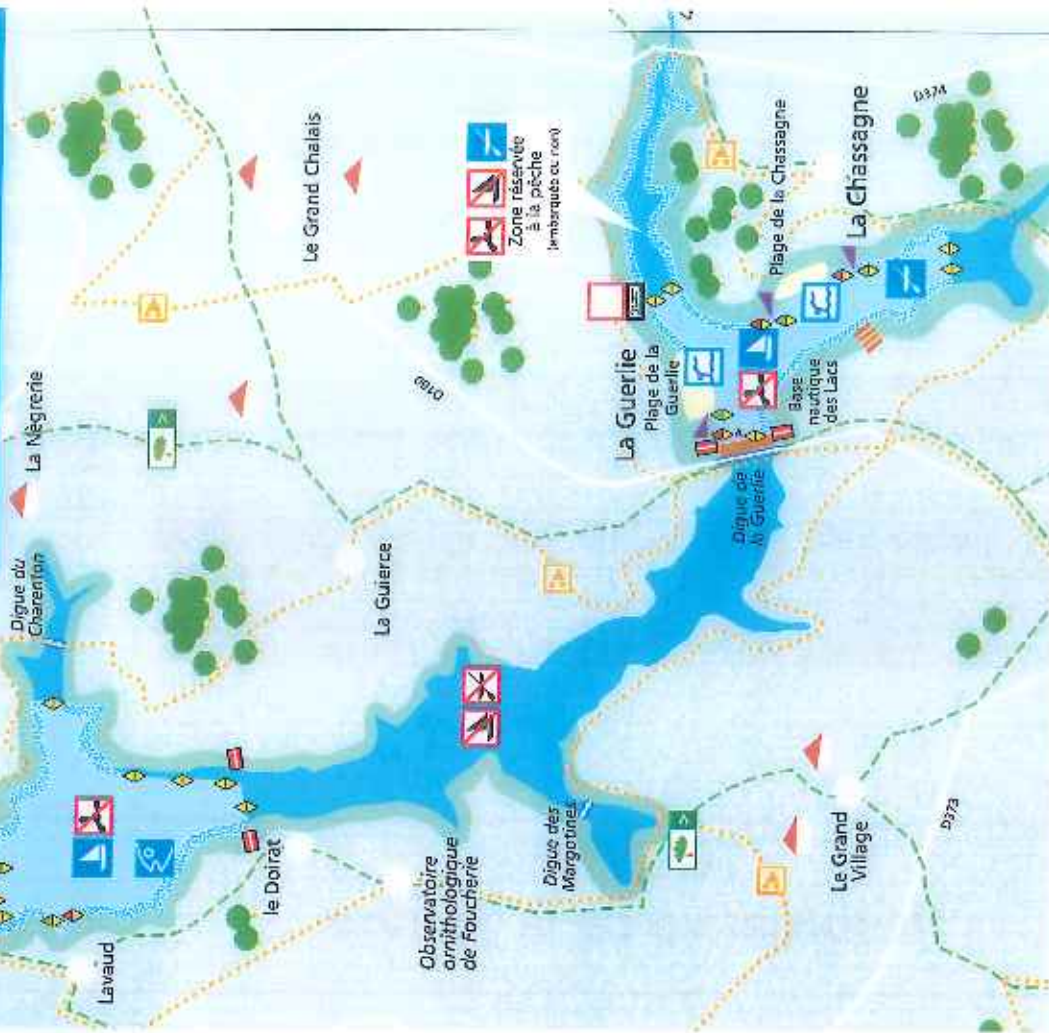 La Nègrerie
Le Grand Chalais
Digue du
Charenton
La Guierce
D160
Zone réservée
à la pêche
(embarquée ou non)
La Guerlie
Plage de la
Guerlie
Plage de la Chassagne
La Chassagne
D374
Base
nautique
des Lacs
Digue de
la Guerlie
Lavaud
le Doirat
Observatoire
ornithologique
de Foucherie
Digue des
Margotines
Le Grand
Village
D373